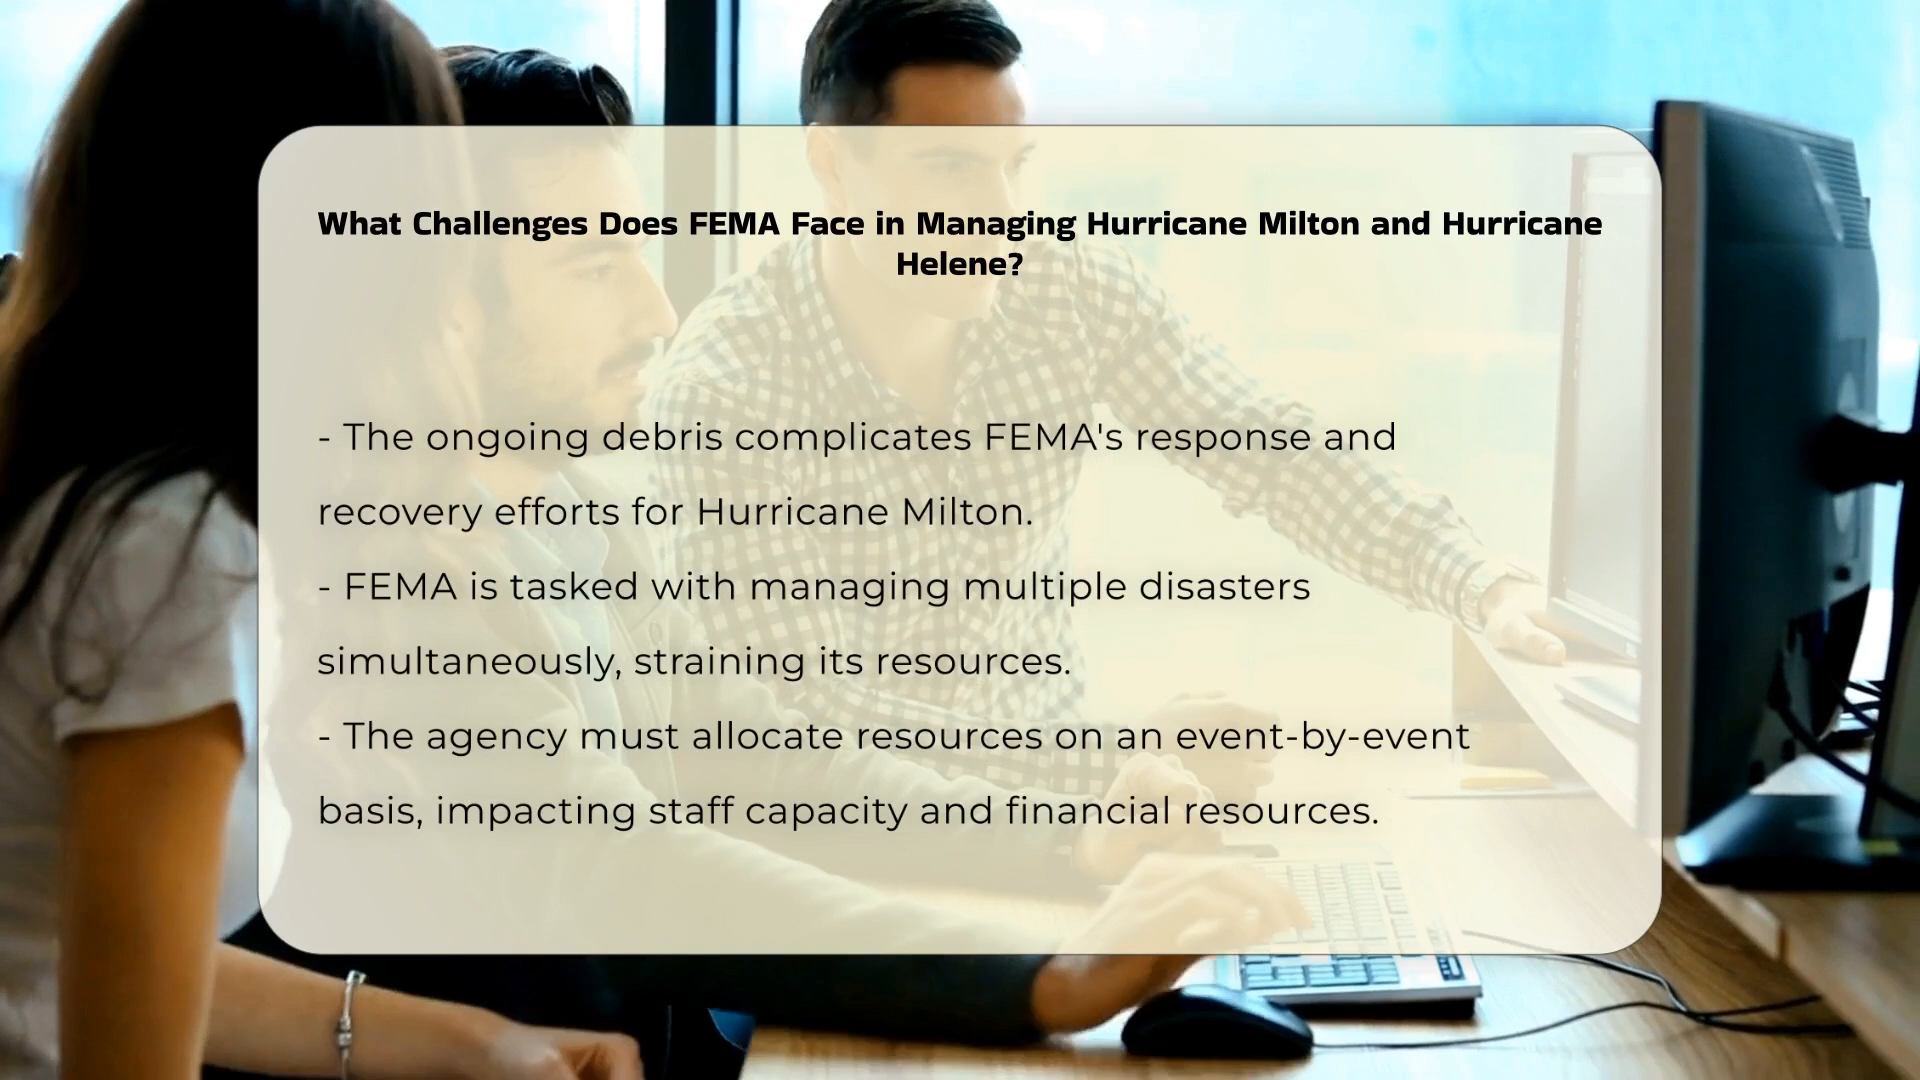 What Challenges Does FEMA Face in Managing Hurricane Milton and Hurricane
Helene?
- The ongoing debris complicates FEMA's response and
recovery efforts for Hurricane Milton.
- FEMA is tasked with managing multiple disasters
simultaneously, straining its resources.
- The agency must allocate resources on an event-by-event
basis, impacting staff capacity and financial resources.